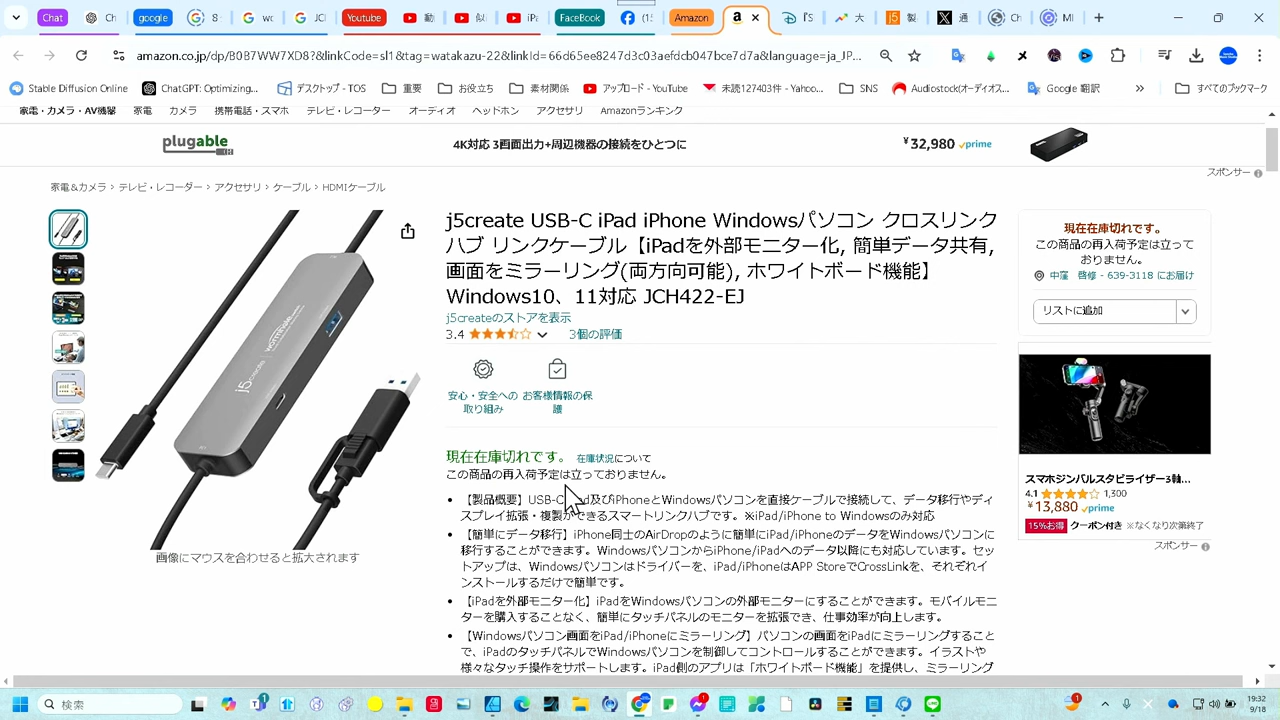 Chat
google
Youtube
FaceBook
Amazon
amazon.co.jp/dp/B0B7WW7XD8?&linkCode=sl1&tag=watakazu-22&linkId=66d65ee8247d3c03aefdcb047bce7d7a&language=ja_JP...
Stable Diffusion Online
ChatGPT: Optimizing...
デスクトップ - TOS
重要
お役立ち
素材関係
アップロード - YouTube
未読127403件 - Yahoo...
SNS
Audiostock(オーディオス...
Google 翻訳
»
すべてのブックマーク
家電・カメラ・AV機器 家電 カメラ 携帯電話・スマホ テレビ・レコーダー オーディオ ヘッドホン アクセサリ Amazonランキング
plugable
4K対応 3画面出力+周辺機器の接続をひとつに
¥32,980 prime
スポンサー
家電&カメラ › テレビ・レコーダー › アクセサリ › ケーブル › HDMIケーブル
j5create USB-C iPad iPhone Windowsパソコン クロスリンク
ハブ リンクケーブル【iPadを外部モニター化, 簡単データ共有,
画面をミラーリング(両方向可能), ホワイトボード機能】
Windows10、11対応 JCH422-EJ
j5createのストアを表示
3.4
3個の評価
安心・安全への
取り組み
お客様情報の保
護
現在在庫切れです。 在庫状況について
この商品の再入荷予定は立っておりません。
【製品概要】USB-C
d及びiPhoneとWindowsパソコンを直接ケーブルで接続して、データ移行やディ
スプレイ拡張・複製ができるスマートリンクハブです。※iPad/iPhone to Windowsのみ対応
【簡単にデータ移行】iPhone同士のAirDropのように簡単にiPad/iPhoneのデータをWindowsパソコンに
移行することができます。WindowsパソコンからiPhone/iPadへのデータ以降にも対応しています。セッ
トアップは、Windowsパソコンはドライバーを、iPad/iPhoneはAPP StoreでCrossLinkを、それぞれイ
ンストールするだけで簡単です。
【iPadを外部モニター化】iPadをWindowsパソコンの外部モニターにすることができます。モバイルモニ
ターを購入することなく、簡単にタッチパネルのモニターを拡張でき、仕事効率が向上します。
【Windowsパソコン画面をiPad/iPhoneにミラーリング】パソコンの画面をiPadにミラーリングすること
で、iPadのタッチパネルでWindowsパソコンを制御してコントロールすることができます。イラストや
様々なタッチ操作をサポートします。iPad側のアプリは「ホワイトボード機能」を提供し、ミラーリング
j5create
wormhole
画像にマウスを合わせると拡大されます
現在在庫切れです。
この商品の再入荷予定は立って
おりません。
中窪 啓修 - 639-3118 にお届け
リストに追加
スマホジンバルスタビライザー3軸...
4.1
1,300
¥13,880 prime
15%お得 クーポン付き ※なくなり次第終了
スポンサー
検索
19:32
9/18